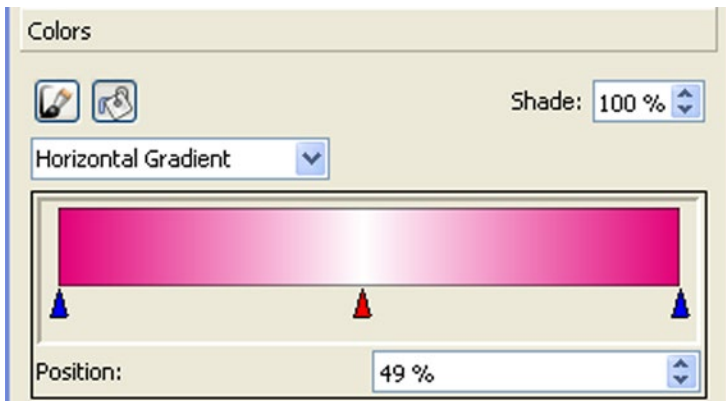 Colors
Shade: 100 %
Horizontal Gradient
Position: 49 %